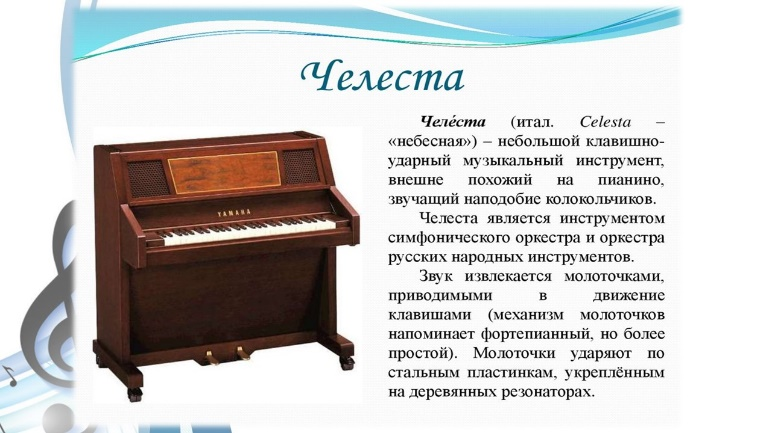 Челеста
YAMAHA
Челе́ста (итал. Celesta –
«небесная») – небольшой клавишно-
ударный музыкальный инструмент,
внешне похожий на пианино,
звучащий наподобие колокольчиков.
Челеста является инструментом
симфонического оркестра и оркестра
русских народных инструментов.
Звук извлекается молоточками,
приводимыми в движение
клавишами (механизм молоточков
напоминает фортепианный, но более
простой). Молоточки ударяют по
стальным пластинкам, укреплённым
на деревянных резонаторах.